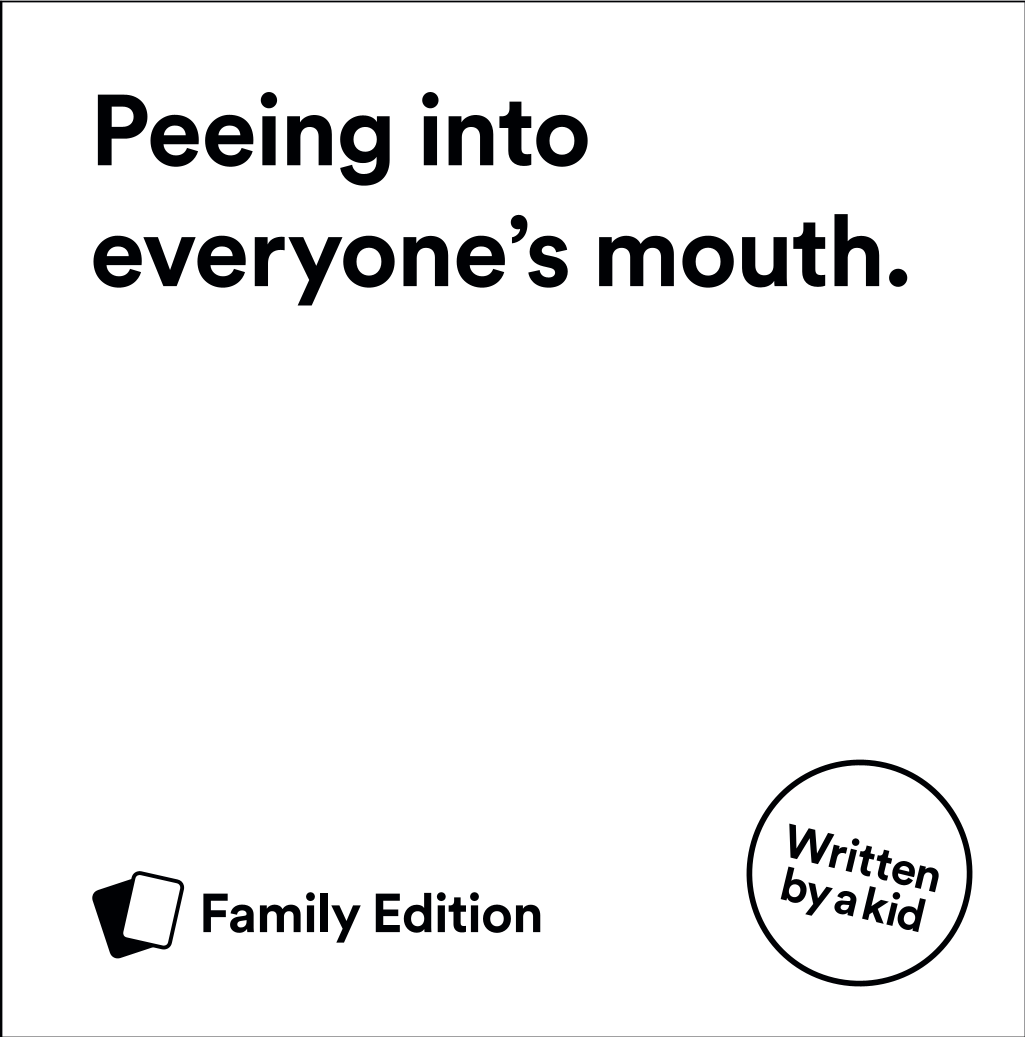 Peeing into
everyone’s mouth.
Family Edition
Written
by a kid